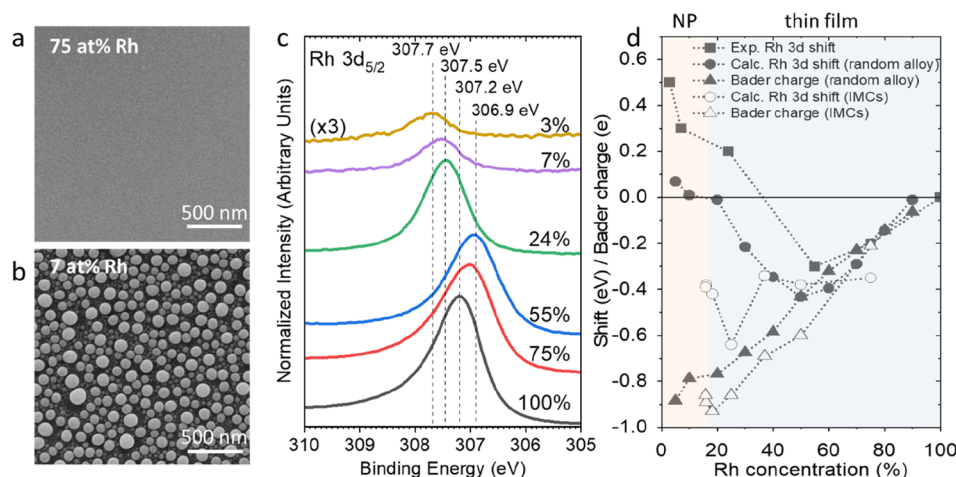 a
75 at% Rh
500 nm
b
7 at% Rh
500 nm
c
Rh 3d5/2
307.7 eV
307.5 eV
307.2 eV
306.9 eV
(x3)
3%
7%
24%
55%
75%
100%
Normalized Intensity (Arbitrary Units)
310 309 308 307 306 305
Binding Energy (eV)
d
NP thin film
Exp. Rh 3d shift
Calc. Rh 3d shift (random alloy)
Bader charge (random alloy)
Calc. Rh 3d shift (IMCs)
Bader charge (IMCs)
Shift (eV) / Bader charge (e)
0.6
0.4
0.2
0.0
-0.2
-0.4
-0.6
-0.8
-1.0
0 20 40 60 80 100
Rh concentration (%)